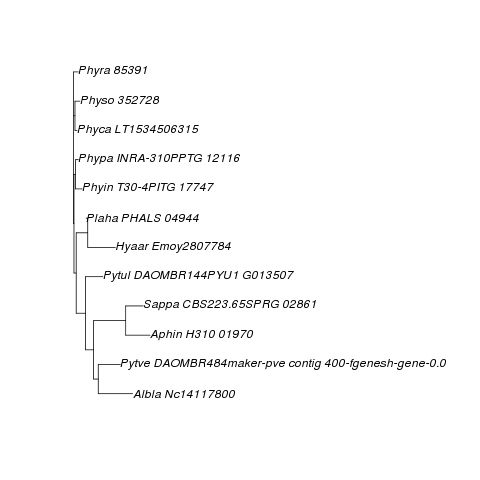 Phyra 85391
Physo 352728
Phyca LT1534506315
Phypa INRA-310PPTG 12116
Phyin T30-4PITG 17747
Plaha PHALS 04944
Hyaar Emoy2807784
Pytul DAOMBR144PYU1 G013507
Sappa CBS223.65SPRG 02861
Aphin H310 01970
Pytve DAOMBR484maker-pve contig 400-fgenesh-gene-0.0
Albla Nc14117800